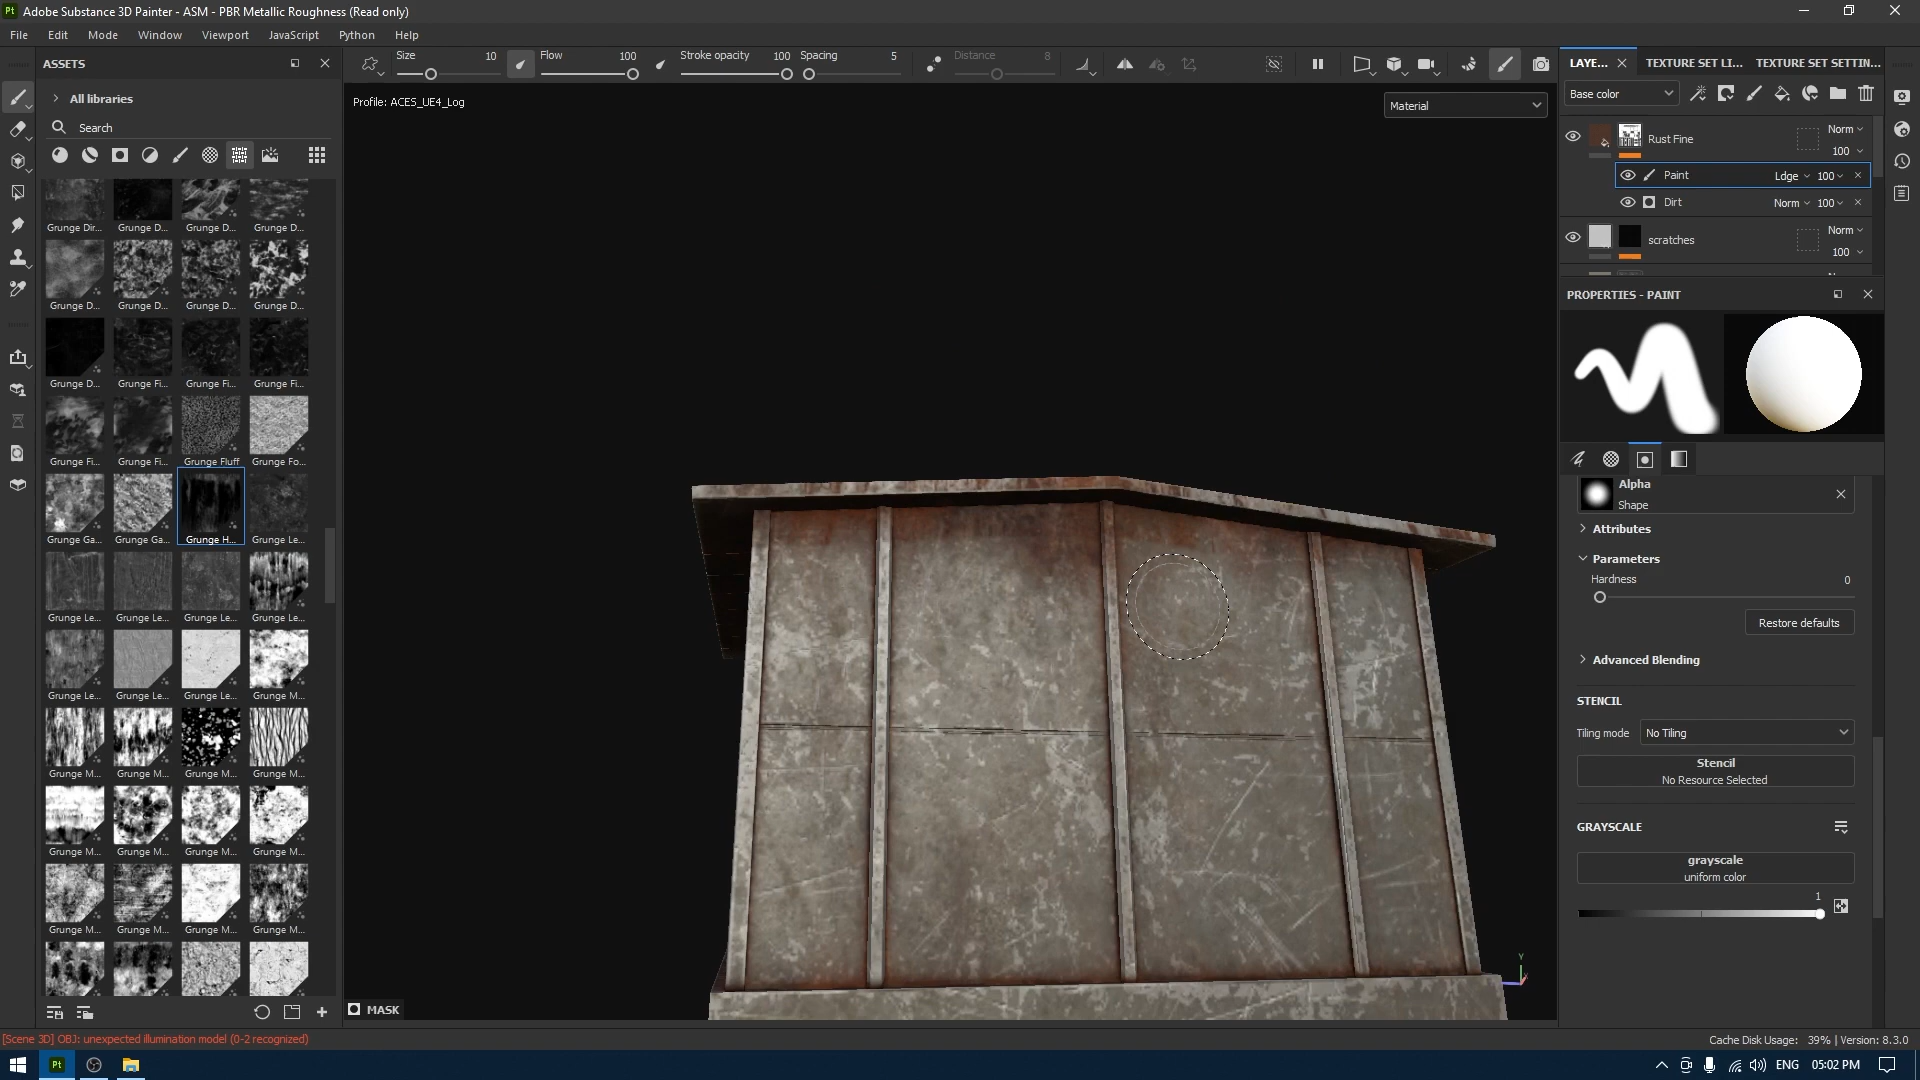 Pt Adobe Substance 3D Painter - ASM - PBR Metallic Roughness (Read only)
File Edit Mode Window Viewport JavaScript Python Help
ASSETS
All libraries
Search
Grunge Dir... Grunge D... Grunge D... Grunge D...
Grunge D... Grunge D... Grunge D... Grunge D...
Grunge D... Grunge Fi... Grunge Fi... Grunge Fi...
Grunge Fi... Grunge Fi... Grunge Fluff Grunge Fo...
Grunge Ga... Grunge Ga... Grunge H... Grunge Le...
Grunge Le... Grunge Le... Grunge Le... Grunge Le...
Grunge Le... Grunge Le... Grunge Le... Grunge M...
Grunge M... Grunge M... Grunge M... Grunge M...
Grunge M... Grunge M... Grunge M... Grunge M...
Grunge M... Grunge M... Grunge M... Grunge M...
Size 10 Flow 100 Stroke opacity 100 Spacing 5 Distance 8
Profile: ACES_UE4_Log
Material
Y
MASK
LAYE... TEXTURE SET LI... TEXTURE SET SETTIN...
Base color
Rust Fine Norm 100
Paint Ldge 100
Dirt Norm 100
scratches Norm 100
PROPERTIES - PAINT
Alpha
Shape
Attributes
Parameters
Hardness 0
Restore defaults
Advanced Blending
STENCIL
Tiling mode No Tiling
Stencil
No Resource Selected
GRAYSCALE
grayscale
uniform color
1
[Scene 3D] OBJ: unexpected illumination model (0-2 recognized)
Cache Disk Usage: 39% | Version: 8.3.0
Pt
ENG 05:02 PM